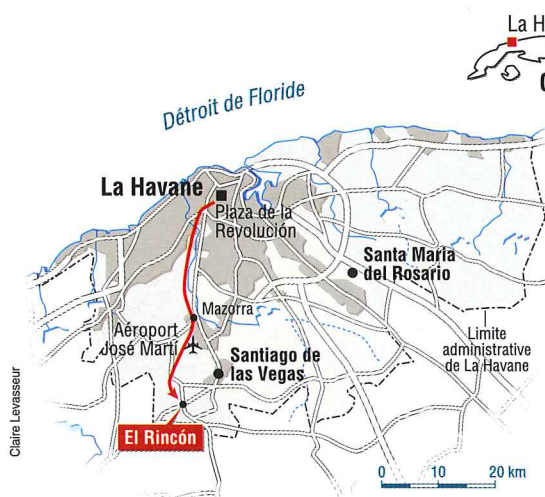 La H
Détroit de Floride
La Havane
Plaza de la
Revolución
Santa María
del Rosario
Mazorra
Aéroport
José Martí
Limite
administrative
de La Havane
Santiago de
las Vegas
El Rincón
Claire Levasseur
0 10 20 km